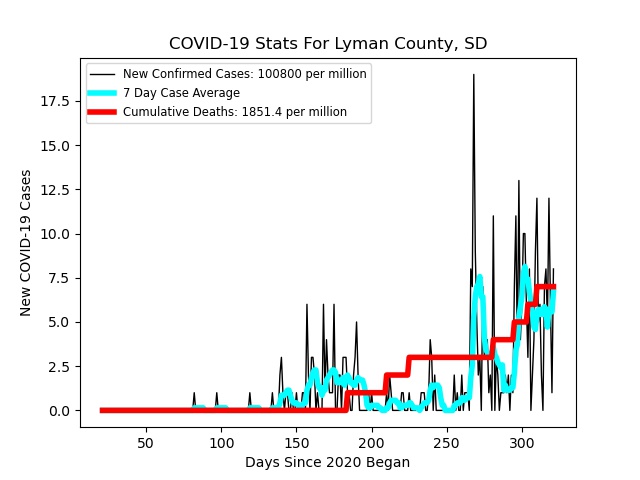 COVID-19 Stats For Lyman County, SD
New Confirmed Cases: 100800 per million
7 Day Case Average
Cumulative Deaths: 1851.4 per million
New COVID-19 Cases
17.5
15.0
12.5
10.0
7.5
5.0
2.5
0.0
50 100 150 200 250 300
Days Since 2020 Began